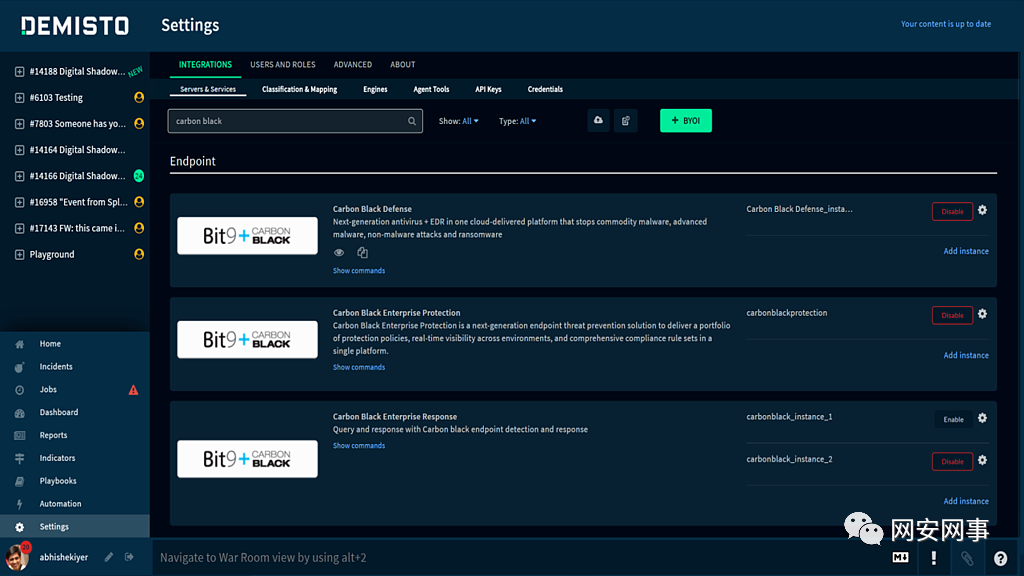 DEMISTO
Settings
Your content is up to date
#14188 Digital Shadow...
NEW
#6103 Testing
#7803 Someone has yo...
#14164 Digital Shadow...
#14166 Digital Shadow...
24
#16958 "Event from Spl...
#17143 FW: this came i...
Playground
Home
Incidents
Jobs
Dashboard
Reports
Indicators
Playbooks
Automation
Settings
abhishekiyer
INTEGRATIONS
USERS AND ROLES
ADVANCED
ABOUT
Servers & Services
Classification & Mapping
Engines
Agent Tools
API Keys
Credentials
carbon black
Show: All
Type: All
+ BYOI
Endpoint
Bit9+ CARBON BLACK
Carbon Black Defense
Next-generation antivirus + EDR in one cloud-delivered platform that stops commodity malware, advanced
malware, non-malware attacks and ransomware
Show commands
Carbon Black Defense_insta...
Disable
Add instance
Bit9+ CARBON BLACK
Carbon Black Enterprise Protection
Carbon Black Enterprise Protection is a next-generation endpoint threat prevention solution to deliver a portfolio
of protection policies, real-time visibility across environments, and comprehensive compliance rule sets in a
single platform.
Show commands
carbonblackprotection
Disable
Add instance
Bit9+ CARBON BLACK
Carbon Black Enterprise Response
Query and response with Carbon black endpoint detection and response
Show commands
carbonblack_instance_1
Enable
carbonblack_instance_2
Disable
Add instance
网安网事
Navigate to War Room view by using alt+2
M
!
?